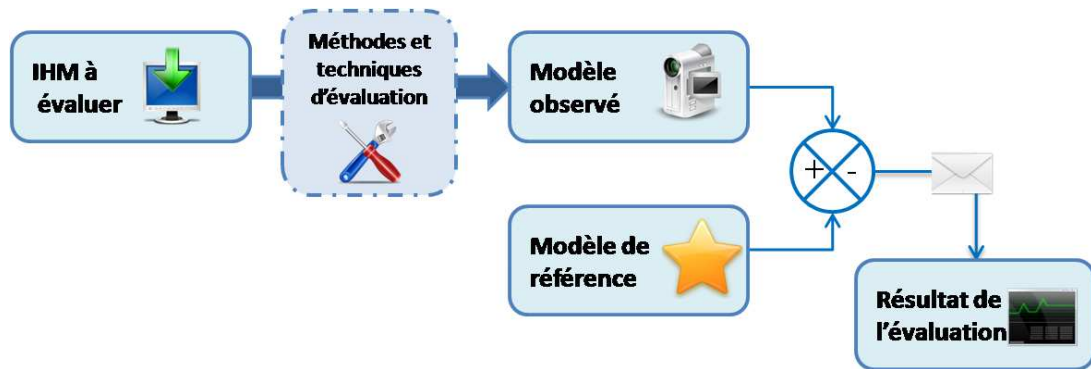 IHM à
évaluer
Méthodes et
techniques
d'évaluation
Modèle
observé
+ -
Modèle de
référence
Résultat de
l'évaluation